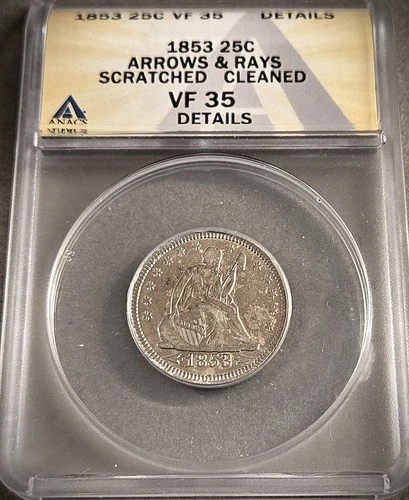 1853 25C VF 35 DETAILS
1853 25C
ARROWS & RAYS
SCRATCHED CLEANED
VF 35
DETAILS
ANACS
1853